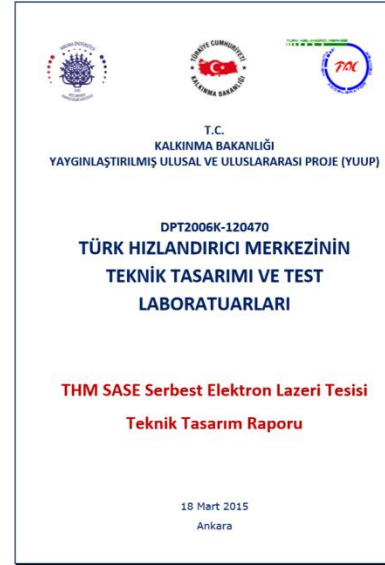 T.C.
KALKINMA BAKANLIĞI
YAYGINLAŞTIRILMIŞ ULUSAL VE ULUSLARARASI PROJE (YUUP)
DPT2006K-120470
TÜRK HIZLANDIRICI MERKEZİNİN
TEKNİK TASARIMI VE TEST
LABORATUARLARI
THM SASE Serbest Elektron Lazeri Tesisi
Teknik Tasarım Raporu
18 Mart 2015
Ankara